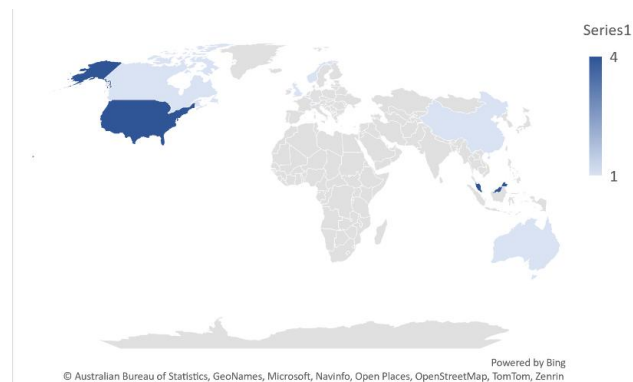 Series1
4
1
Powered by Bing
© Australian Bureau of Statistics, GeoNames, Microsoft, Navinfo, Open Places, OpenStreetMap, TomTom, Zenrin